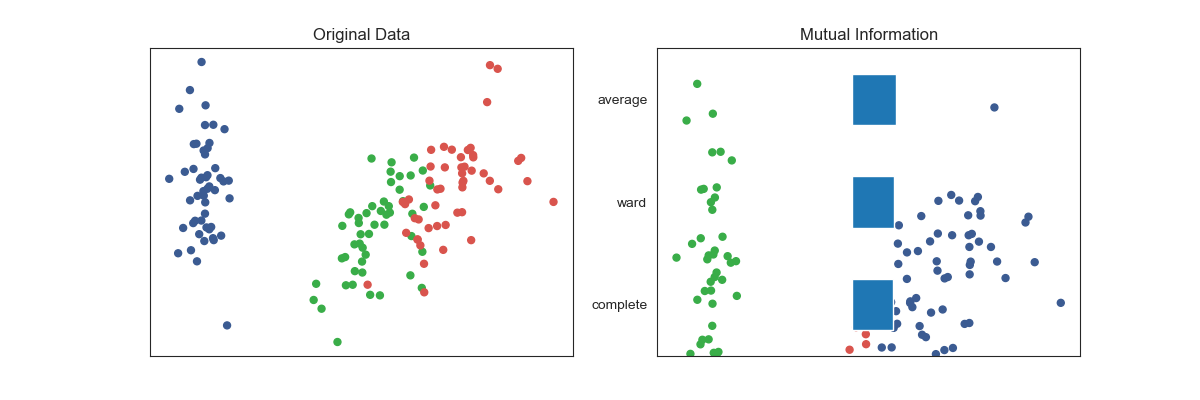 Original Data
Mutual Information
average
ward
complete